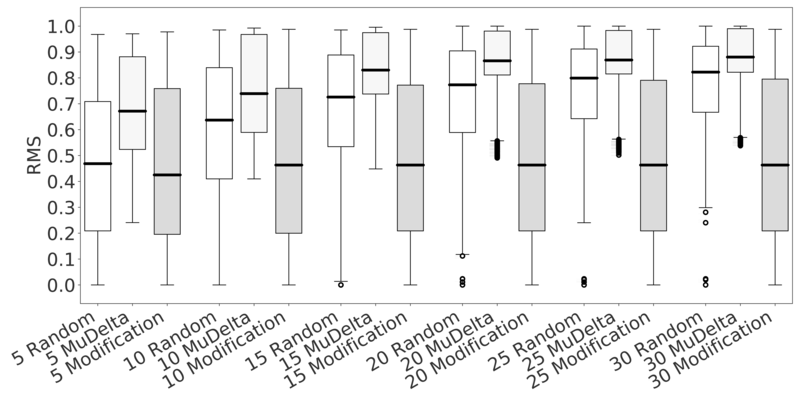 RMS
1.0
0.9
0.8
0.7
0.6
0.5
0.4
0.3
0.2
0.1
0.0
5 Random
5 MuDelta
5 Modification
10 Random
10 MuDelta
10 Modification
15 Random
15 MuDelta
15 Modification
20 Random
20 MuDelta
20 Modification
25 Random
25 MuDelta
25 Modification
30 Random
30 MuDelta
30 Modification